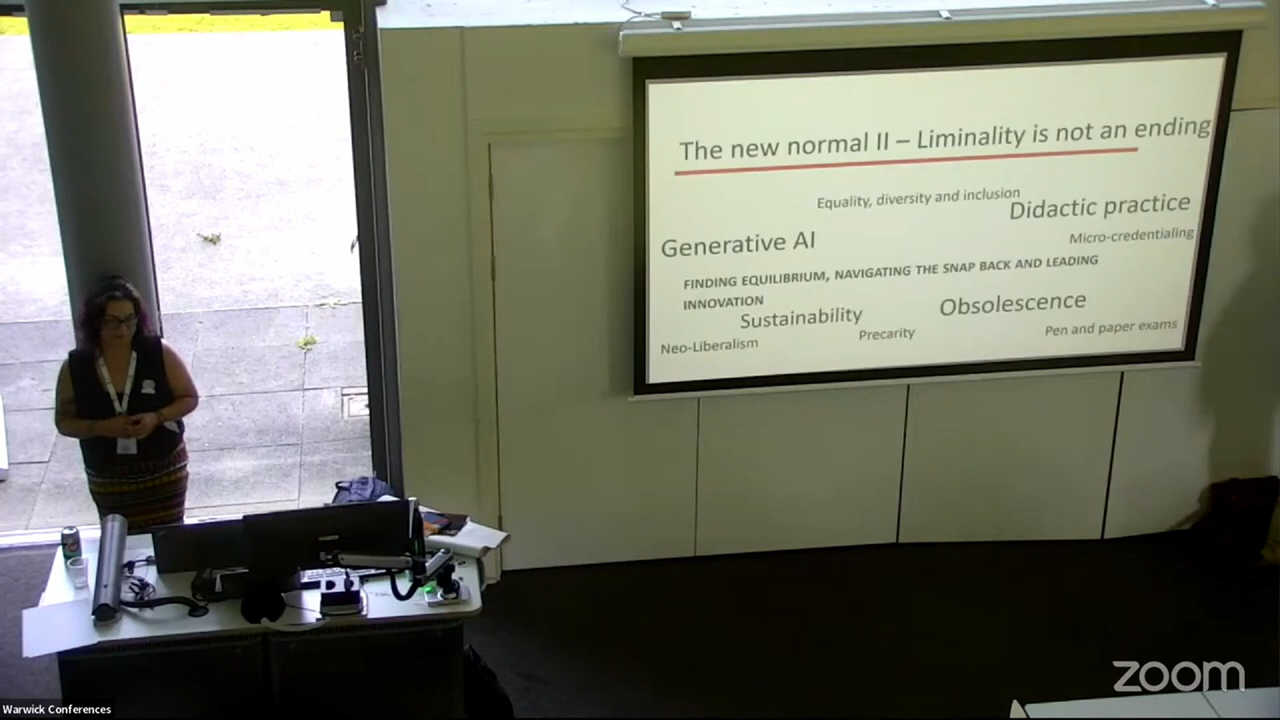 The new normal II – Liminality is not an ending
Equality, diversity and inclusion
Didactic practice
Generative AI
Micro-credentialing
FINDING EQUILIBRIUM, NAVIGATING THE SNAP BACK AND LEADING
INNOVATION
Sustainability
Obsolescence
Neo-Liberalism
Precarity
Pen and paper exams
zoom
Warwick Conferences